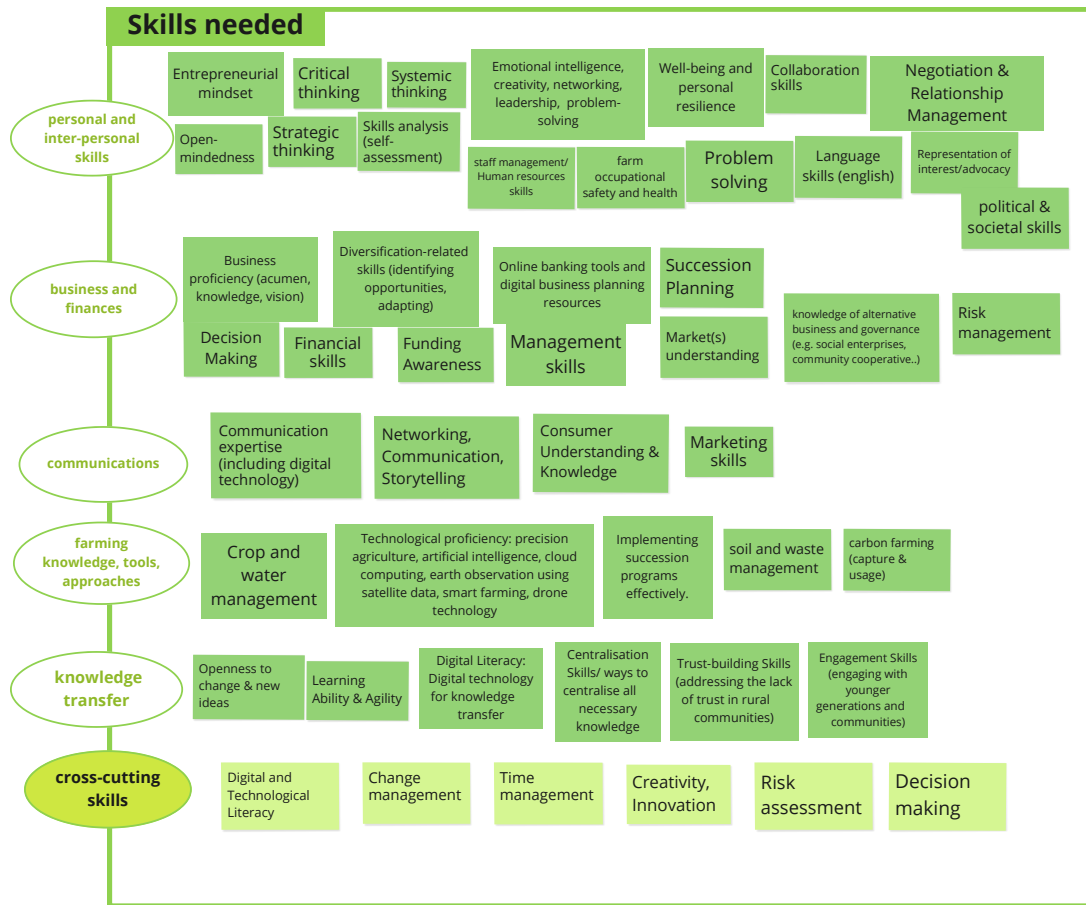 Skills needed
personal and
inter-personal
skills
Entrepreneurial
mindset
Critical
thinking
Systemic
thinking
Emotional intelligence,
creativity, networking,
leadership, problem-
solving
Well-being and
personal
resilience
Collaboration
skills
Negotiation &
Relationship
Management
Open-
mindedness
Strategic
thinking
Skills analysis
(self-
assessment)
staff management/
Human resources
skills
farm
occupational
safety and health
Problem
solving
Language
skills (english)
Representation of
interest/advocacy
political &
societal skills
business and
finances
Business
proficiency (acumen,
knowledge, vision)
Diversification-related
skills (identifying
opportunities,
adapting)
Online banking tools and
digital business planning
resources
Succession
Planning
Decision
Making
Financial
skills
Funding
Awareness
Management
skills
Market(s)
understanding
knowledge of alternative
business and governance
(e.g. social enterprises,
community cooperative..)
Risk
management
communications
Communication
expertise
(including digital
technology)
Networking,
Communication,
Storytelling
Consumer
Understanding &
Knowledge
Marketing
skills
farming
knowledge, tools,
approaches
Crop and
water
management
Technological proficiency: precision
agriculture, artificial intelligence, cloud
computing, earth observation using
satellite data, smart farming, drone
technology
Implementing
succession
programs
effectively.
soil and waste
management
carbon farming
(capture &
usage)
knowledge
transfer
Openness to
change & new
ideas
Learning
Ability & Agility
Digital Literacy:
Digital technology
for knowledge
transfer
Centralisation
Skills/ ways to
centralise all
necessary
knowledge
Trust-building Skills
(addressing the lack
of trust in rural
communities)
Engagement Skills
(engaging with
younger
generations and
communities)
cross-cutting
skills
Digital and
Technological
Literacy
Change
management
Time
management
Creativity,
Innovation
Risk
assessment
Decision
making